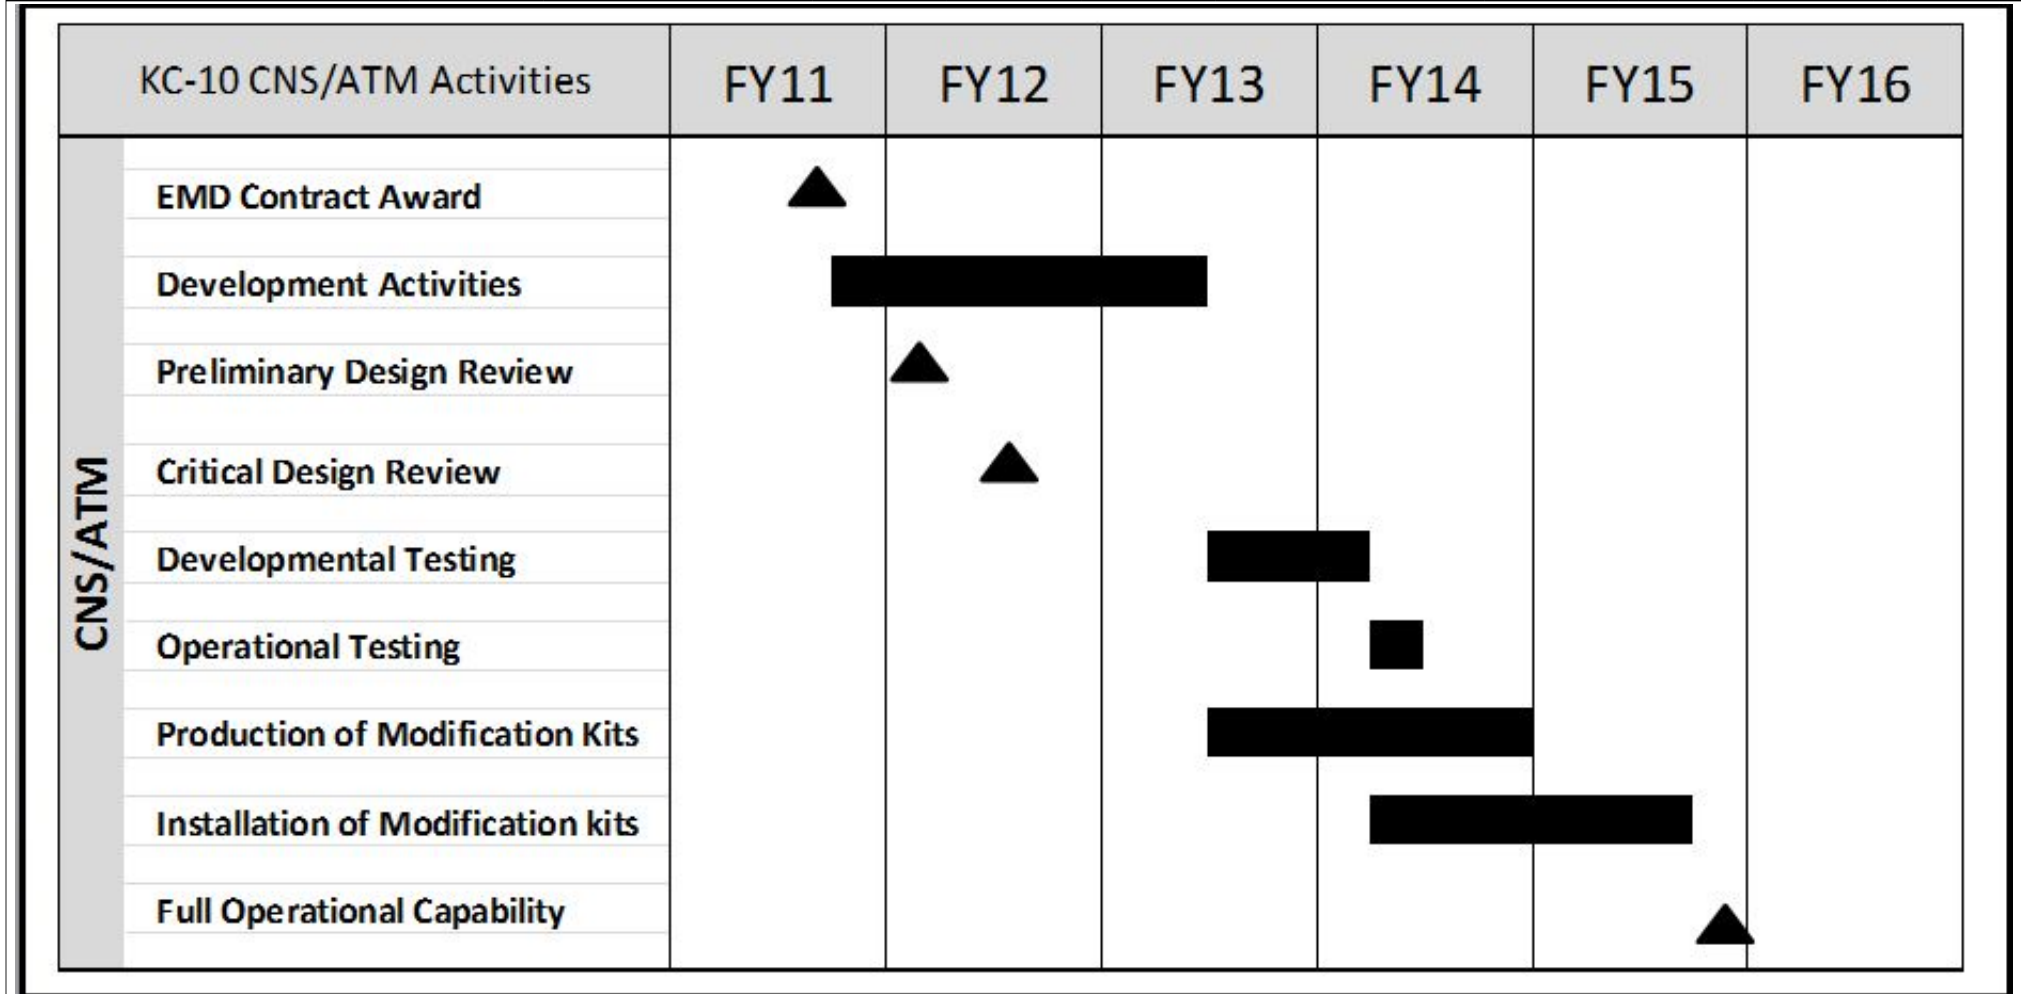 KC-10 CNS/ATM Activities FY11 FY12 FY13 FY14 FY15 FY16
CNS/ATM
EMD Contract Award
Development Activities
Preliminary Design Review
Critical Design Review
Developmental Testing
Operational Testing
Production of Modification Kits
Installation of Modification kits
Full Operational Capability